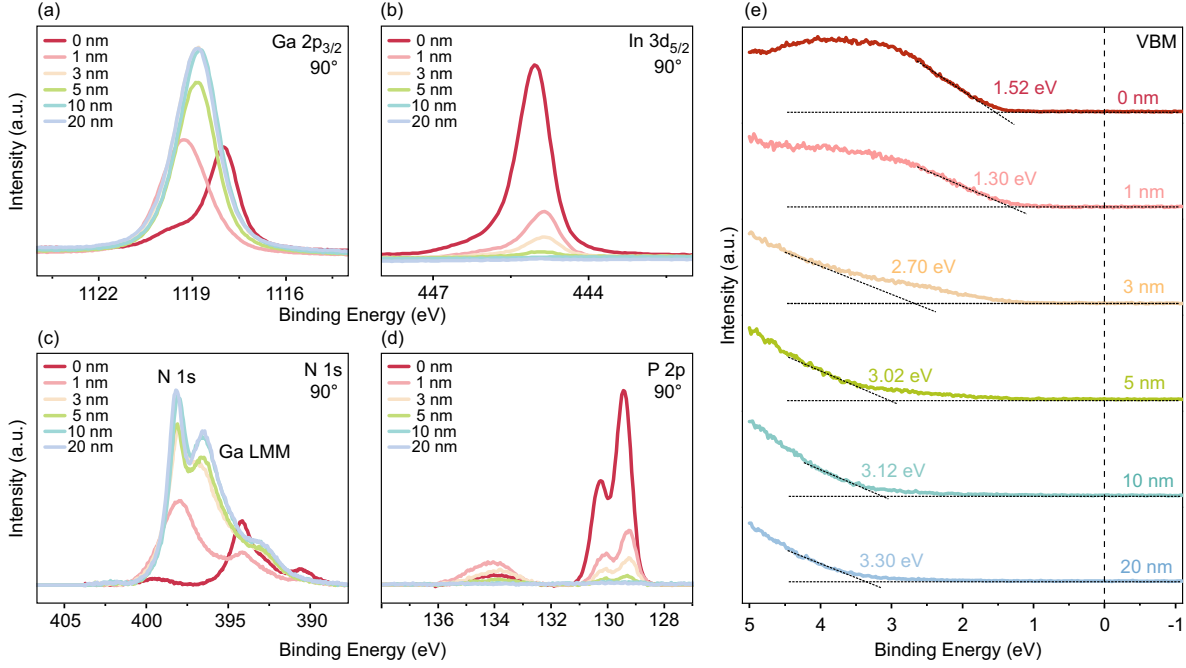 (a)
0 nm
1 nm
3 nm
5 nm
10 nm
20 nm
Ga 2p3/2
90°
Intensity (a.u.)
1122
1119
1116
Binding Energy (eV)
(b)
0 nm
1 nm
3 nm
5 nm
10 nm
20 nm
In 3d5/2
90°
447
444
Binding Energy (eV)
(c)
0 nm
1 nm
3 nm
5 nm
10 nm
20 nm
N 1s
N 1s
90°
Ga LMM
Intensity (a.u.)
405
400
395
390
Binding Energy (eV)
(d)
0 nm
1 nm
3 nm
5 nm
10 nm
20 nm
P 2p
90°
136
134
132
130
128
Binding Energy (eV)
(e)
VBM
1.52 eV
0 nm
1.30 eV
1 nm
2.70 eV
3 nm
3.02 eV
5 nm
3.12 eV
10 nm
3.30 eV
20 nm
Intensity (a.u.)
5
4
3
2
1
0
-1
Binding Energy (eV)